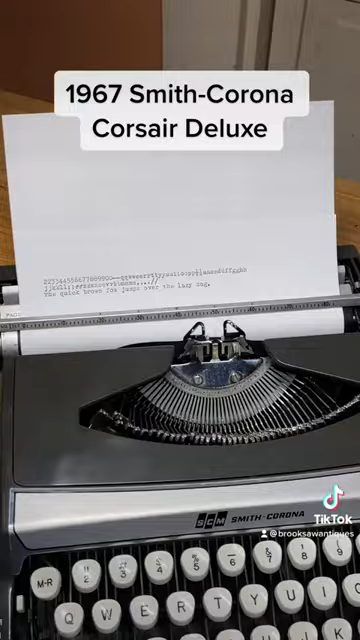 1967 Smith-Corona
Corsair Deluxe
The quick brown fox jumps over the lazy dog.
SCM SMITH-CORONA
TikTok
@brooksawantiques
M-R " 2 # 3 $ 4 % 5 _ 6 & 7 ' 8 ( 9
Q W E R T Y U I